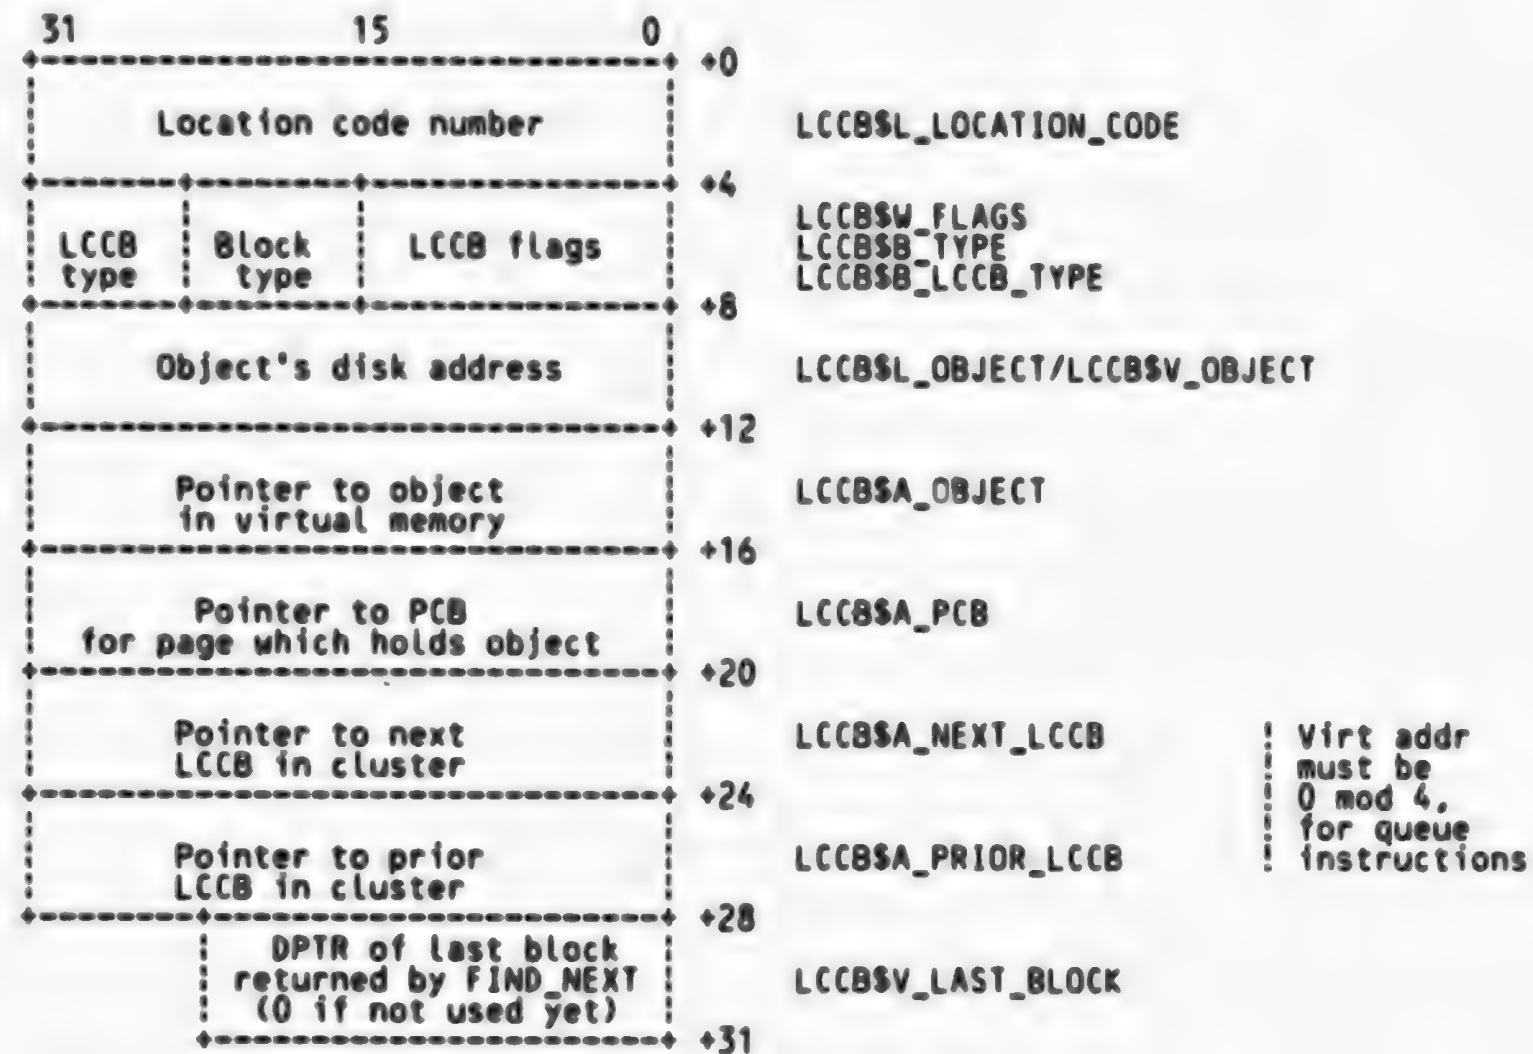 31 15 0
+0
Location code number LCCB$L_LOCATION_CODE
+4
LCCB$W_FLAGS
LCCB Block LCCB flags LCCB$B_TYPE
type type LCCB$B_LCCB_TYPE
+8
Object's disk address LCCB$L_OBJECT/LCCB$V_OBJECT
+12
Pointer to object LCCB$A_OBJECT
in virtual memory
+16
Pointer to PCB LCCB$A_PCB
for page which holds object
+20
Pointer to next LCCB$A_NEXT_LCCB ! Virt addr
LCCB in cluster ! must be
+24 ! 0 mod 4,
! for queue
Pointer to prior LCCB$A_PRIOR_LCCB ! instructions
LCCB in cluster
+28
DPTR of last block
returned by FIND_NEXT LCCB$V_LAST_BLOCK
(0 if not used yet)
+31